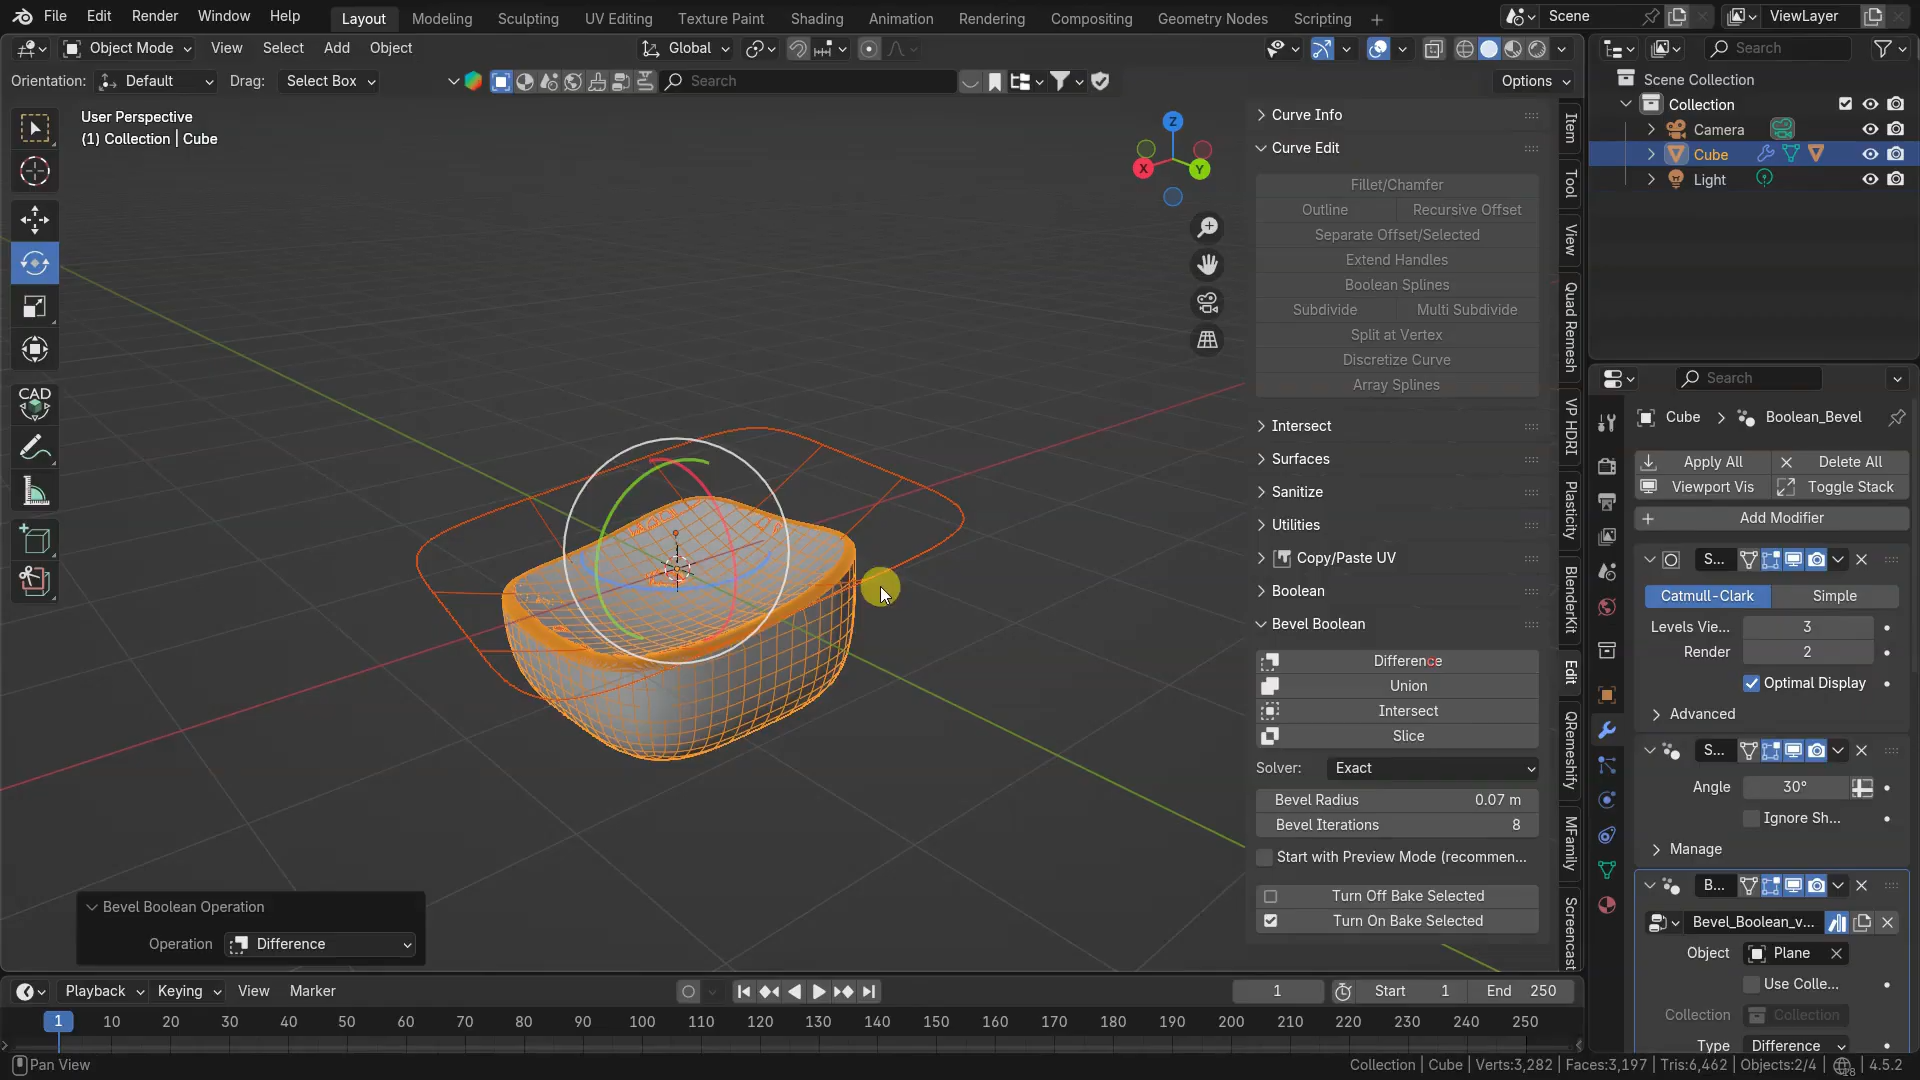 File Edit Render Window Help Layout Modeling Sculpting UV Editing Texture Paint Shading Animation Rendering Compositing Geometry Nodes Scripting Scene ViewLayer
Object Mode View Select Add Object Global Search
Orientation: Default Drag: Select Box Search Options
User Perspective
(1) Collection | Cube
Z
X
Y
CAD
Curve Info
Curve Edit
Fillet/Chamfer
Outline Recursive Offset
Separate Offset/Selected
Extend Handles
Boolean Splines
Subdivide Multi Subdivide
Split at Vertex
Discretize Curve
Array Splines
Intersect
Surfaces
Sanitize
Utilities
Copy/Paste UV
Boolean
Bevel Boolean
Difference
Union
Intersect
Slice
Solver: Exact
Bevel Radius 0.07 m
Bevel Iterations 8
Start with Preview Mode (recommen...
Turn Off Bake Selected
Turn On Bake Selected
Item
Tool
View
Quad Remesh
VP HDRI
Plasticity
BlenderKit
Edit
QRemeshify
MFamily
Screencast
Scene Collection
Collection
Camera
Cube
Light
Search
Cube Boolean_Bevel
Apply All Delete All
Viewport Vis Toggle Stack
Add Modifier
S...
Catmull-Clark Simple
Levels Vie... 3
Render 2
Optimal Display
Advanced
S...
Angle 30°
Ignore Sh...
Manage
B...
Bevel_Boolean_v...
Object Plane
Use Colle...
Collection Collection
Type Difference
Bevel Boolean Operation
Operation Difference
Playback Keying View Marker 1 Start 1 End 250
1 10 20 30 40 50 60 70 80 90 100 110 120 130 140 150 160 170 180 190 200 210 220 230 240 250
Pan View Collection | Cube | Verts:3,282 | Faces:3,197 | Tris:6,462 | Objects:2/4 | 18 | 4.5.2